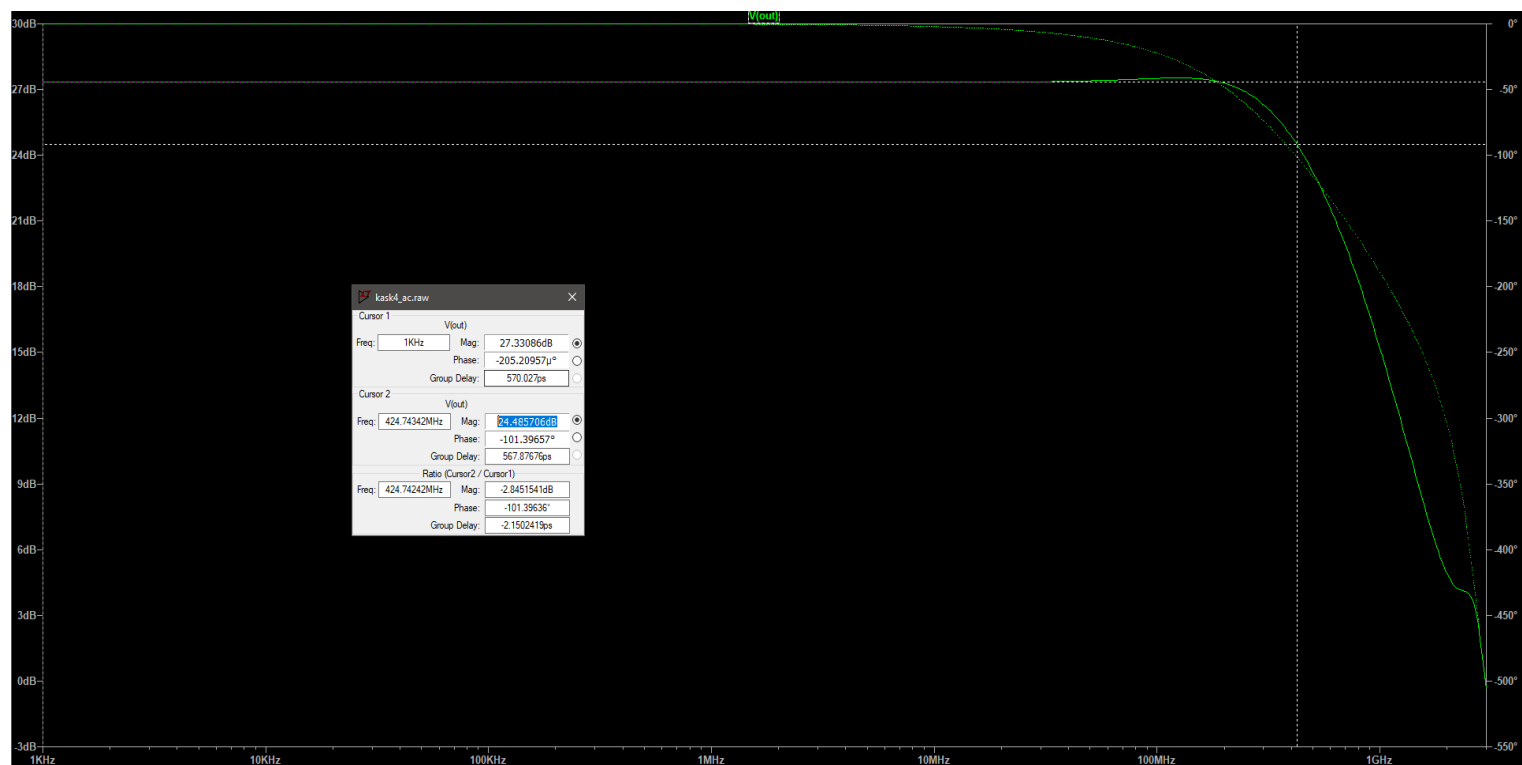 V(out)
30dB
0°
27dB
-50°
24dB
-100°
21dB
-150°
18dB
-200°
15dB
-250°
12dB
-300°
9dB
-350°
6dB
-400°
3dB
-450°
0dB
-500°
-3dB
-550°
1KHz 10KHz 100KHz 1MHz 10MHz 100MHz 1GHz
kask4_ac.raw
Cursor 1
V(out)
Freq: 1KHz Mag: 27.33086dB
Phase: -205.20957µ°
Group Delay: 570.027ps
Cursor 2
V(out)
Freq: 424.74342MHz Mag: 24.485706dB
Phase: -101.39657°
Group Delay: 567.87676ps
Ratio (Cursor2 / Cursor1)
Freq: 424.74242MHz Mag: -2.8451541dB
Phase: -101.39636°
Group Delay: -2.1502419ps